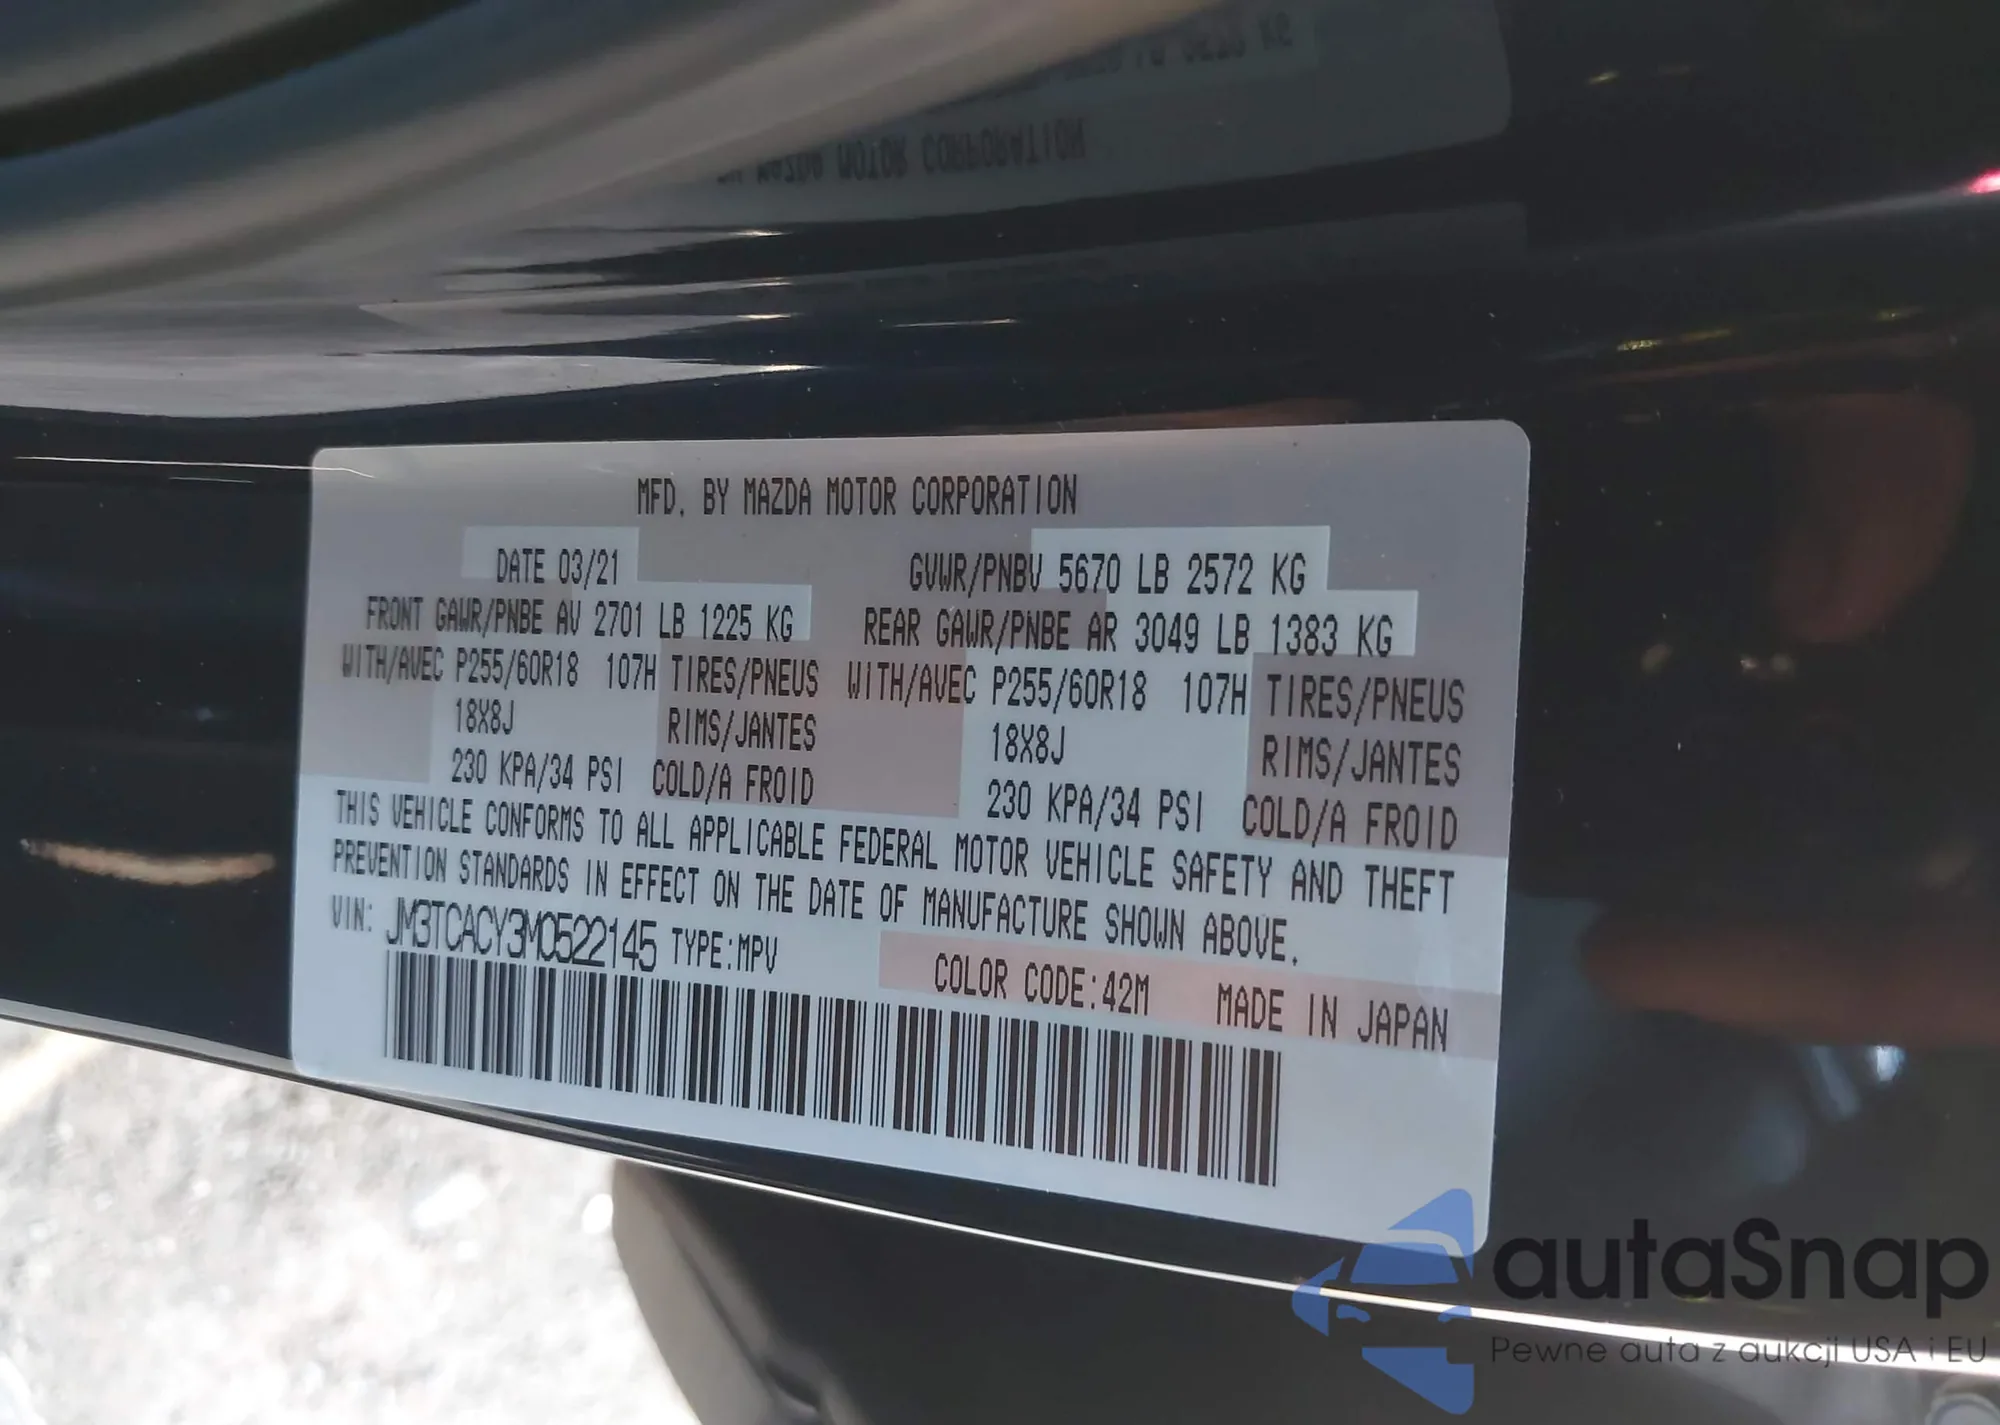 MAZDA MOTOR CORPORATION
MFD. BY MAZDA MOTOR CORPORATION
DATE 03/21 GVWR/PNBV 5670 LB 2572 KG
FRONT GAWR/PNBE AV 2701 LB 1225 KG REAR GAWR/PNBE AR 3049 LB 1383 KG
WITH/AVEC P255/60R18 107H TIRES/PNEUS WITH/AVEC P255/60R18 107H TIRES/PNEUS
18X8J RIMS/JANTES 18X8J RIMS/JANTES
230 KPA/34 PSI COLD/A FROID 230 KPA/34 PSI COLD/A FROID
THIS VEHICLE CONFORMS TO ALL APPLICABLE FEDERAL MOTOR VEHICLE SAFETY AND THEFT
PREVENTION STANDARDS IN EFFECT ON THE DATE OF MANUFACTURE SHOWN ABOVE.
VIN: JM3TCACY3M0522145 TYPE:MPV
COLOR CODE:42M MADE IN JAPAN
autaSnap
Pewne auta z aukcji USA i EU